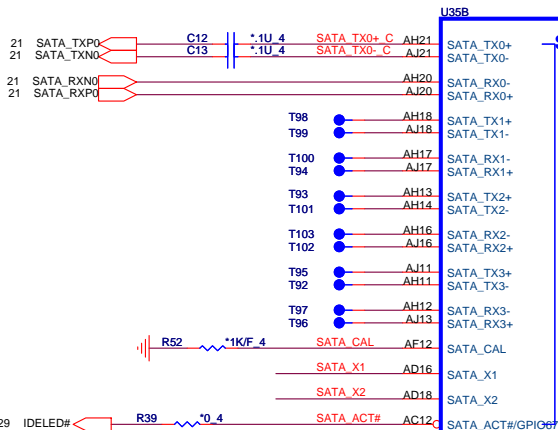 U35B
21 SATA_TXP0 C12 *.1U_4 SATA_TX0+_C AH21 SATA_TX0+
21 SATA_TXN0 C13 *.1U_4 SATA_TX0-_C AJ21 SATA_TX0-
21 SATA_RXN0 AH20 SATA_RX0-
21 SATA_RXP0 AJ20 SATA_RX0+
T98 AH18 SATA_TX1+
T99 AJ18 SATA_TX1-
T100 AH17 SATA_RX1-
T94 AJ17 SATA_RX1+
T93 AH13 SATA_TX2+
T101 AH14 SATA_TX2-
T103 AH16 SATA_RX2-
T102 AJ16 SATA_RX2+
T95 AJ11 SATA_TX3+
T92 AH11 SATA_TX3-
T97 AH12 SATA_RX3-
T96 AJ13 SATA_RX3+
R52 *1K/F_4 SATA_CAL AF12 SATA_CAL
SATA_X1 AD16 SATA_X1
SATA_X2 AD18 SATA_X2
29 IDELED# R39 *0_4 SATA_ACT# AC12 SATA_ACT#/GPIO67